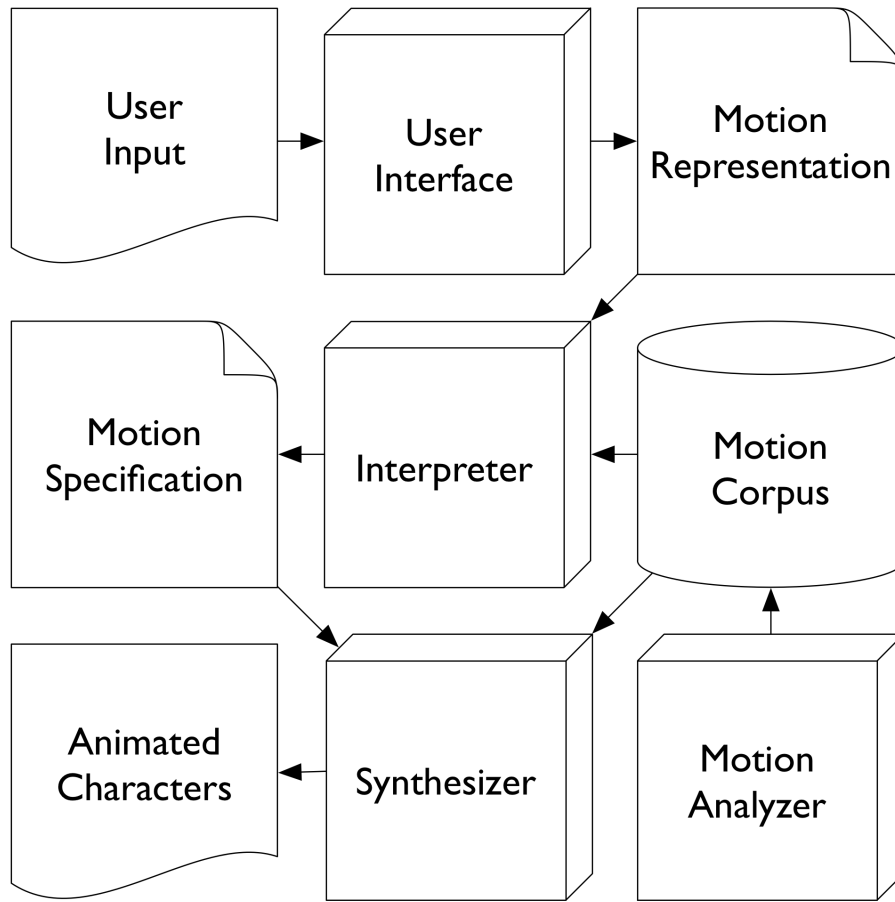 User
Input
User
Interface
Motion
Representation
Motion
Specification
Interpreter
Motion
Corpus
Animated
Characters
Synthesizer
Motion
Analyzer